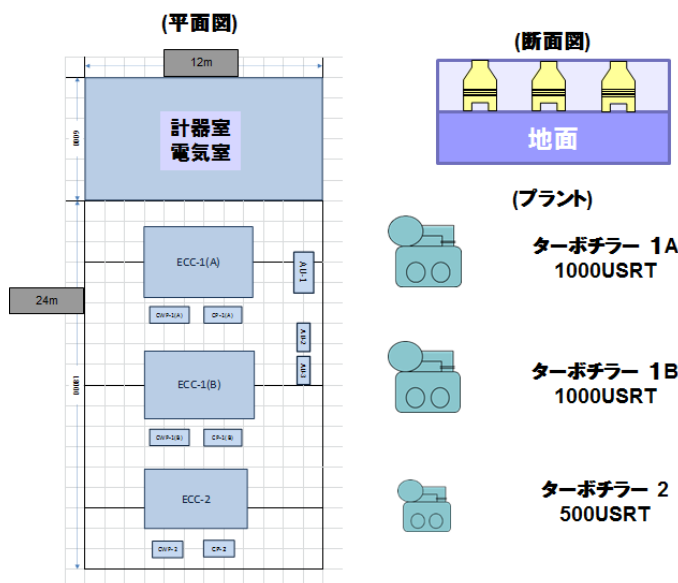 (平面図)
12m
6000
計器室
電気室
ECC-1(A)
AU-1
CWP-1(A)
CP-1(A)
24m
AU-2
AU-3
18000
ECC-1(B)
CWP-1(B)
CP-1(B)
ECC-2
CWP-2
CP-2
(断面図)
地面
(プラント)
ターボチラー 1A
1000USRT
ターボチラー 1B
1000USRT
ターボチラー 2
500USRT